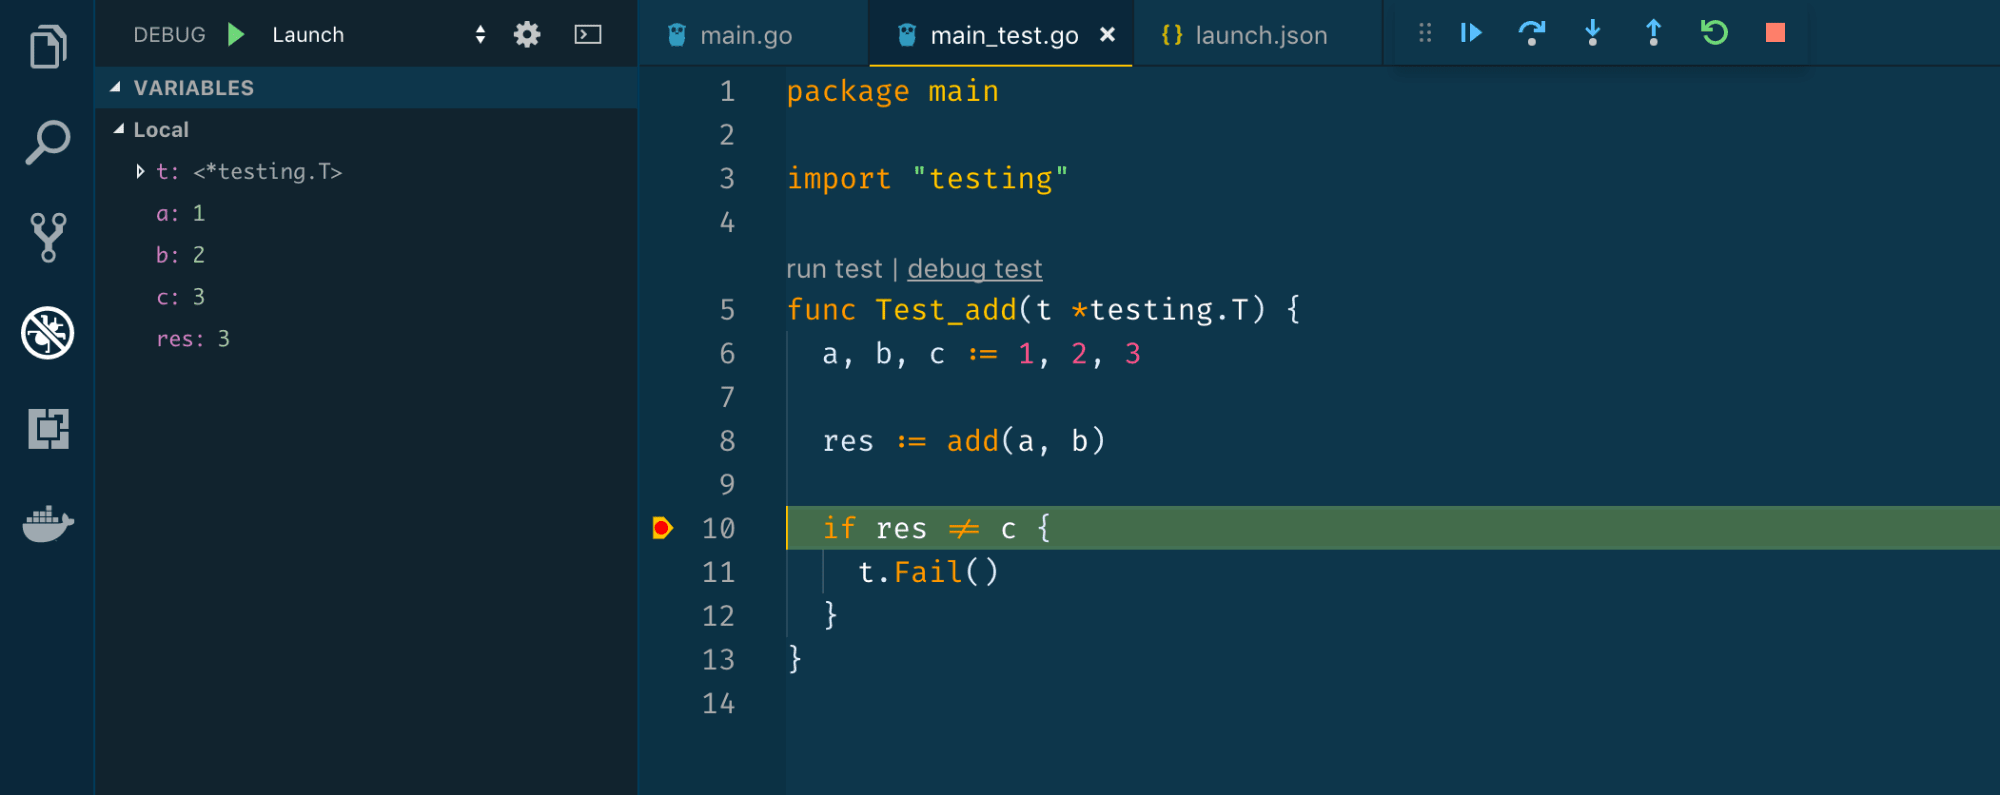 DEBUG Launch
VARIABLES
Local
t: <*testing.T>
a: 1
b: 2
c: 3
res: 3
main.go main_test.go × {} launch.json
1 package main
2
3 import "testing"
4
run test | debug test
5 func Test_add(t *testing.T) {
6 a, b, c := 1, 2, 3
7
8 res := add(a, b)
9
10 if res ≠ c {
11 t.Fail()
12 }
13 }
14